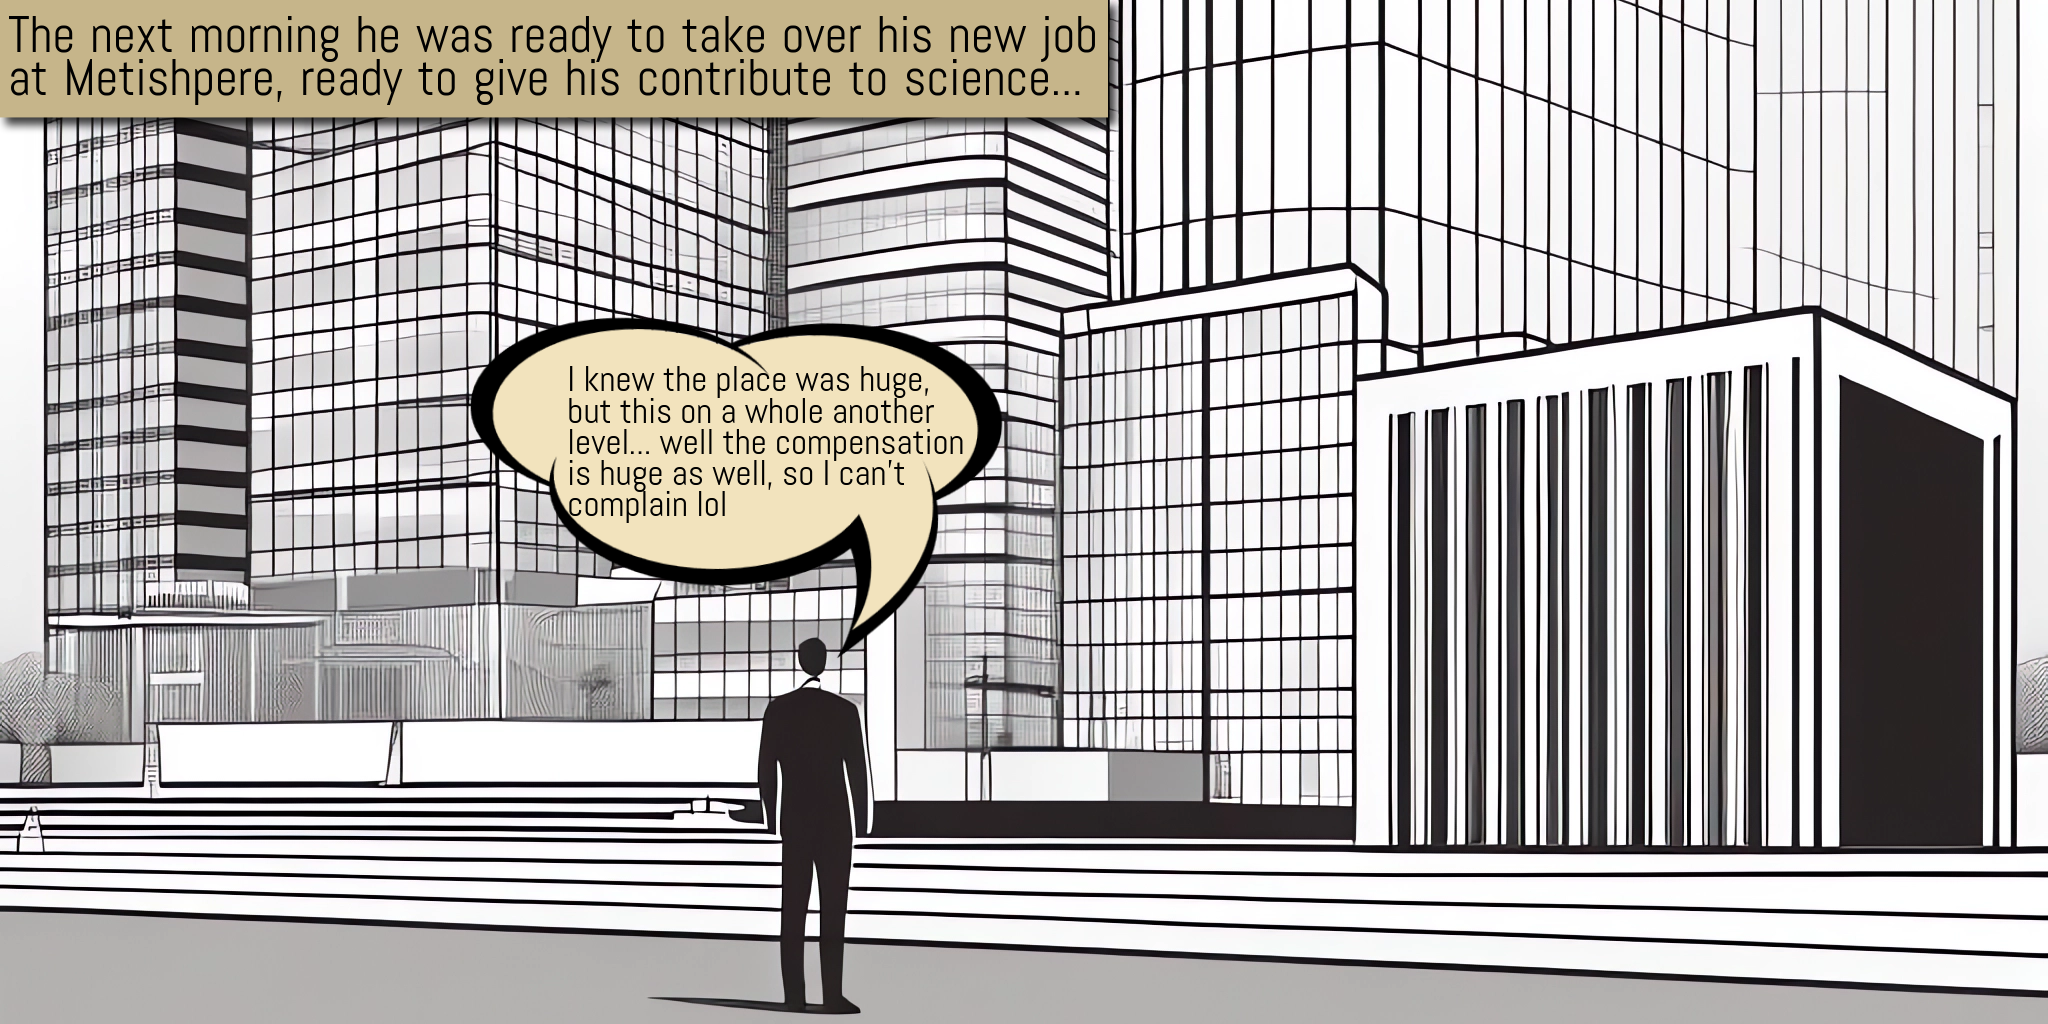 The next morning he was ready to take over his new job
at Metishpere, ready to give his contribute to science...
I knew the place was huge,
but this on a whole another
level... well the compensation
is huge as well, so I can't
complain lol